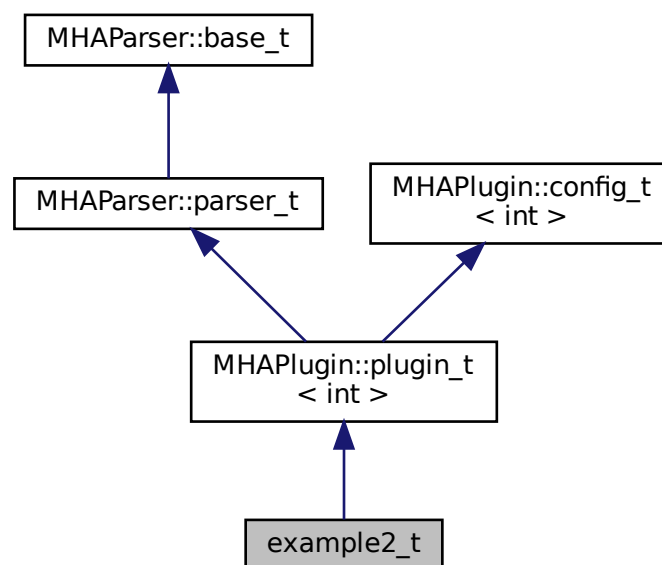 MHAParser::base_t
MHAParser::parser_t
MHAPlugin::config_t
< int >
MHAPlugin::plugin_t
< int >
example2_t